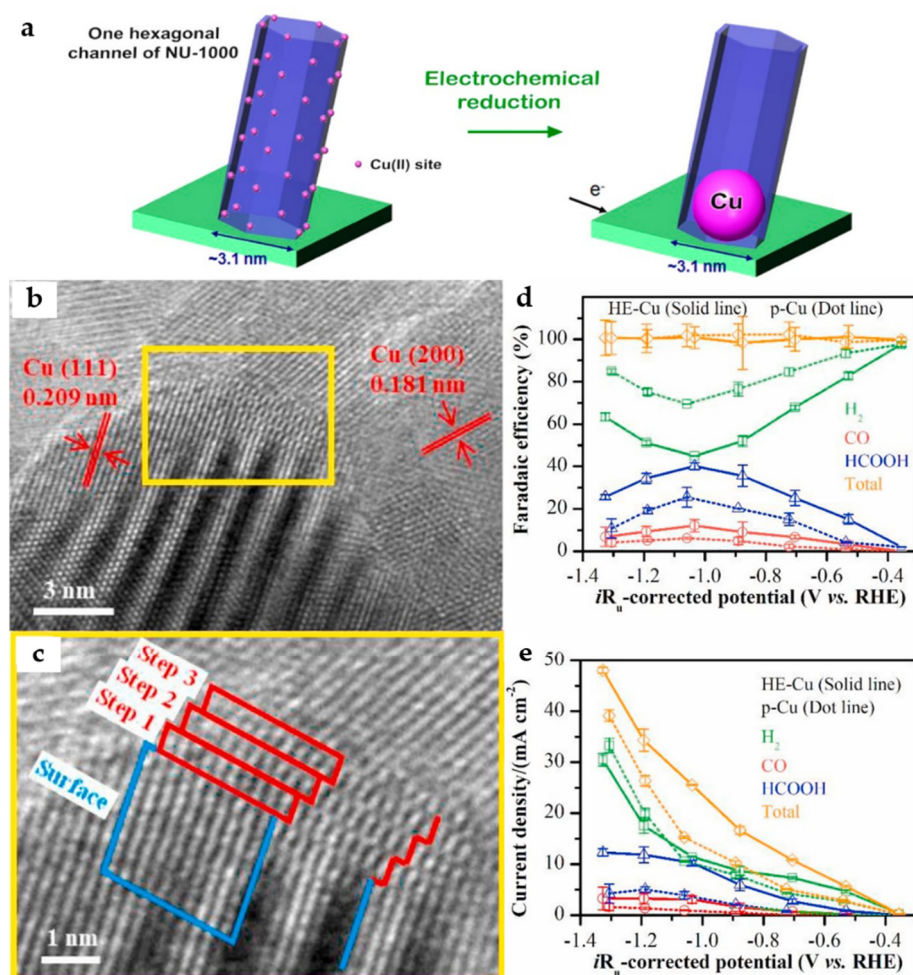 a
One hexagonal
channel of NU-1000
Electrochemical
reduction
Cu(II) site
~3.1 nm
e-
Cu
~3.1 nm
b
Cu (111)
0.209 nm
Cu (200)
0.181 nm
3 nm
c
Step 3
Step 2
Step 1
Surface
1 nm
d
HE-Cu (Solid line) p-Cu (Dot line)
H₂
CO
HCOOH
Total
Faradaic efficiency (%)
100
80
60
40
20
0
-1.4 -1.2 -1.0 -0.8 -0.6 -0.4
iRᵤ-corrected potential (V vs. RHE)
e
HE-Cu (Solid line)
p-Cu (Dot line)
H₂
CO
HCOOH
Total
Current density/(mA cm⁻²)
50
40
30
20
10
0
-1.4 -1.2 -1.0 -0.8 -0.6 -0.4
iRᵤ-corrected potential (V vs. RHE)